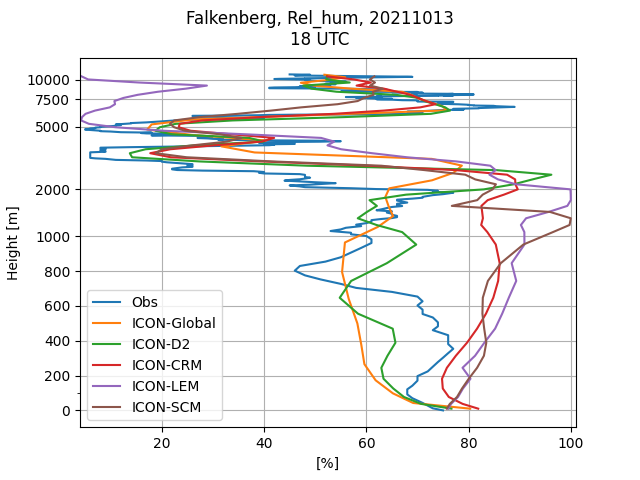 Falkenberg, Rel_hum, 20211013
18 UTC
10000
7500
5000
2000
1000
800
600
400
200
0
Height [m]
Obs
ICON-Global
ICON-D2
ICON-CRM
ICON-LEM
ICON-SCM
20
40
60
80
100
[%]